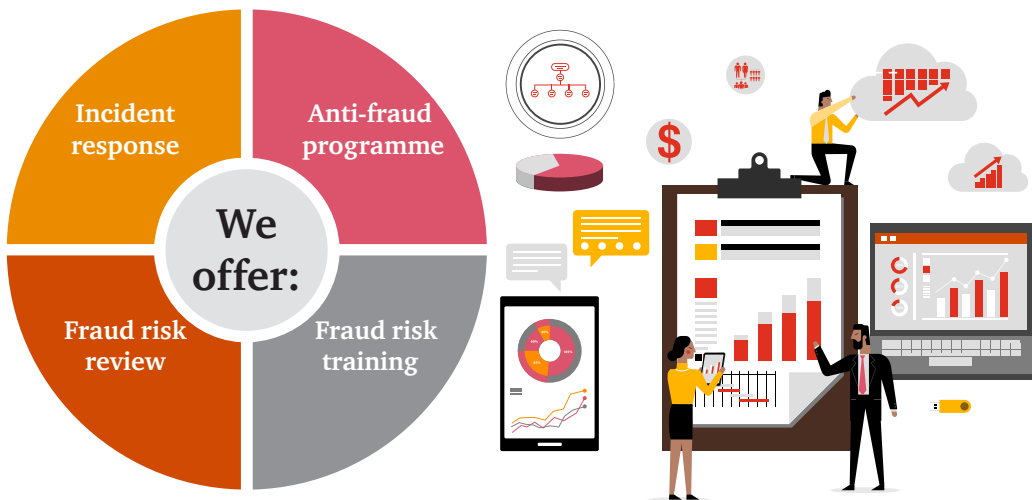 Incident
response
Anti-fraud
programme
We
offer:
Fraud risk
review
Fraud risk
training
$